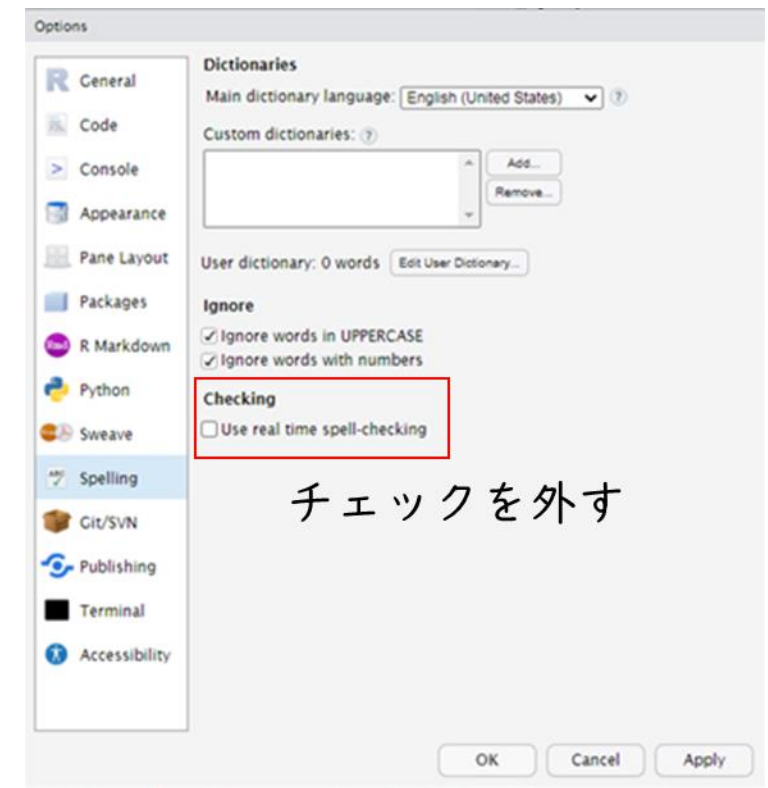 Options
General
Code
Console
Appearance
Pane Layout
Packages
R Markdown
Python
Sweave
Spelling
Git/SVN
Publishing
Terminal
Accessibility
Dictionaries
Main dictionary language: English (United States) ?
Custom dictionaries: ?
Add...
Remove...
User dictionary: 0 words Edit User Dictionary...
Ignore
Ignore words in UPPERCASE
Ignore words with numbers
Checking
Use real time spell-checking
チェックを外す
OK Cancel Apply